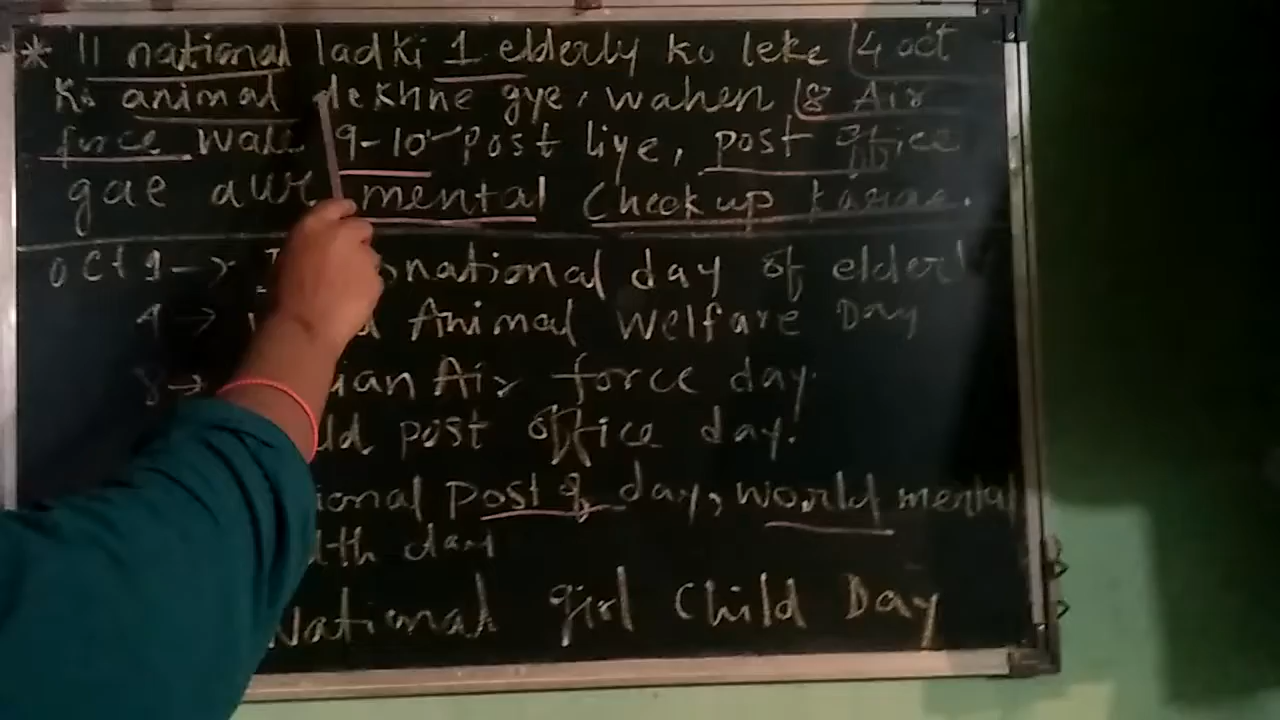 * 11 national ladki 1 elderly ko leke 4 oct
Ko animal dekhne gye, wahen 8 Air
force wale 9-10 post liye, post office
gae aur mental Checkup karae.
Oct 1 → national day of elder
4 → Animal Welfare Day
8 → ian Air force day.
ld post office day.
ional post of day, world mental
lth day
National girl Child Day